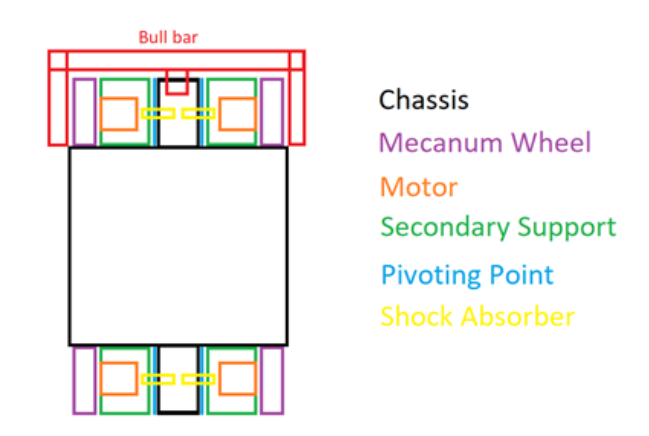 Bull bar
Chassis
Mecanum Wheel
Motor
Secondary Support
Pivoting Point
Shock Absorber